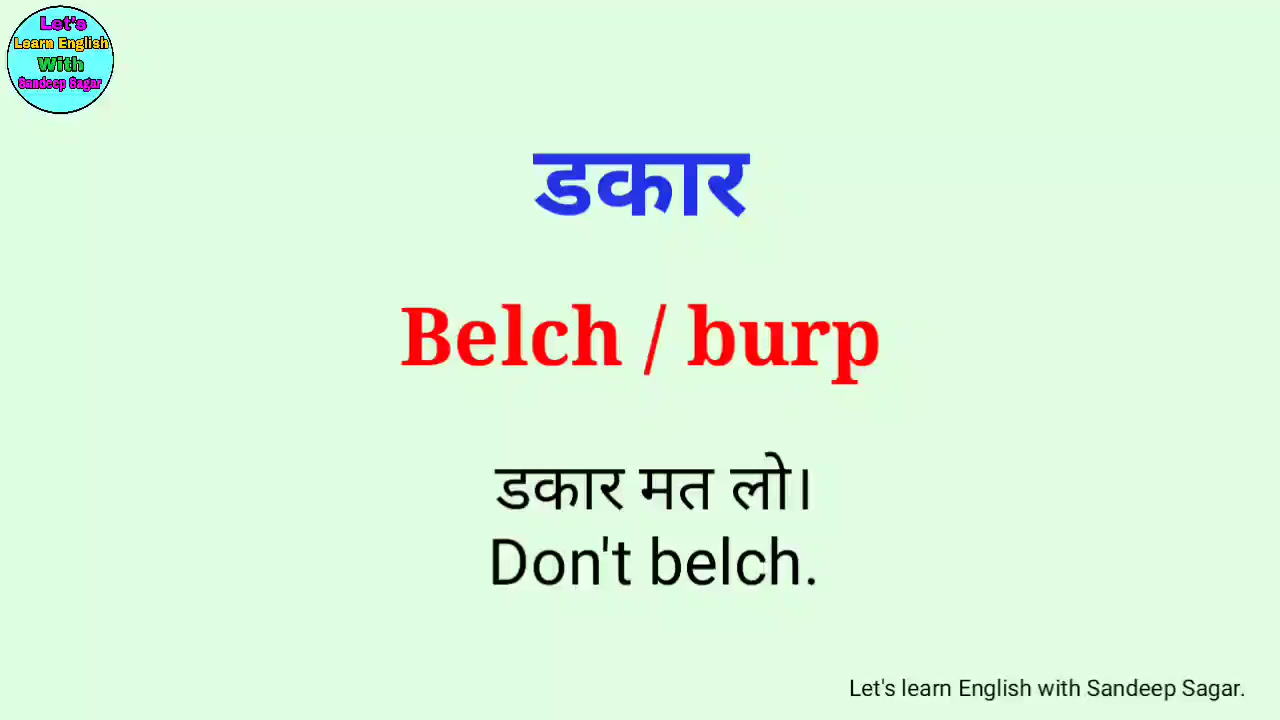 Let's
Learn English
With
Sandeep Sagar
डकार
Belch / burp
डकार मत लो।
Don't belch.
Let's learn English with Sandeep Sagar.